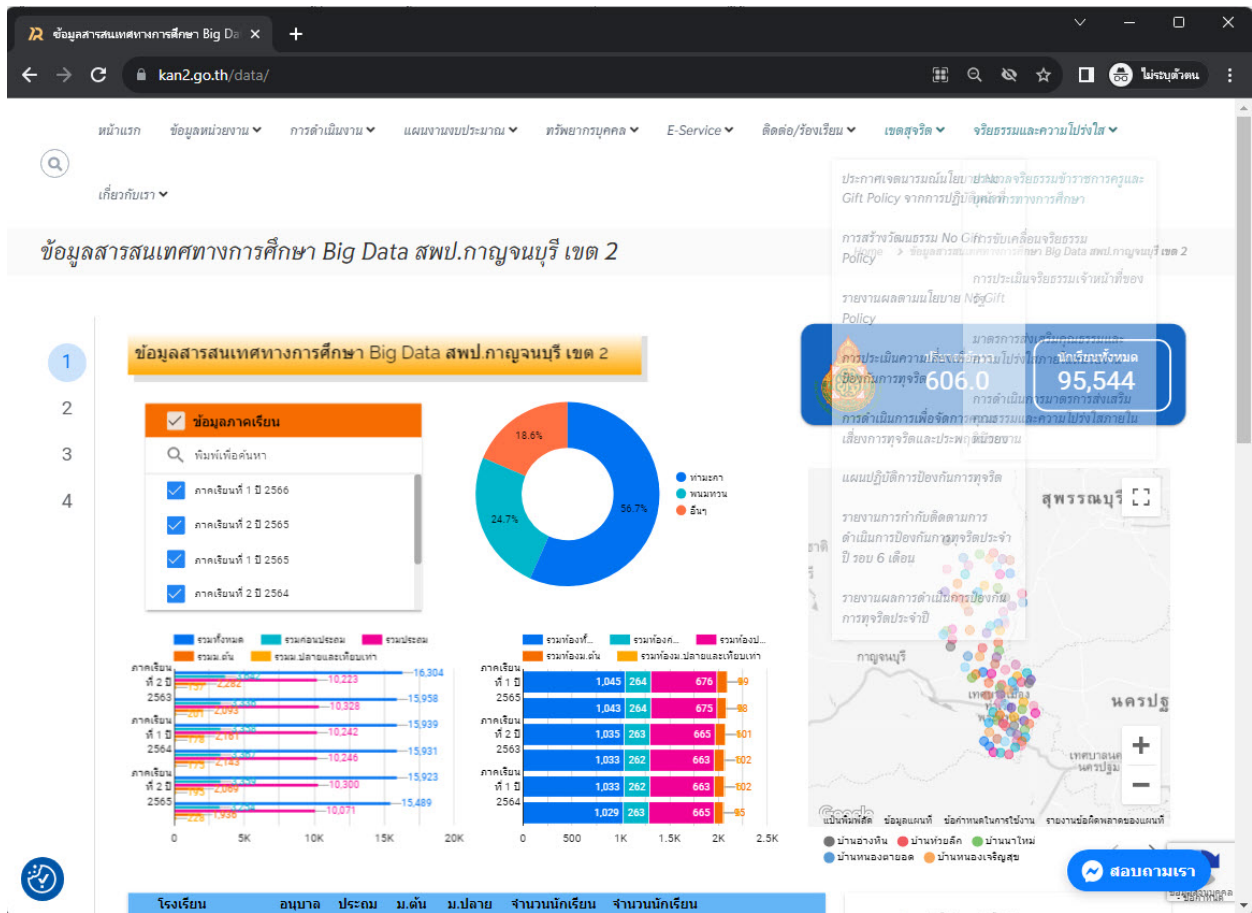 ข้อมูลสารสนเทศทางการศึกษา Big Da
kan2.go.th/data/
ไม่ระบุตัวตน
หน้าแรก
ข้อมูลหน่วยงาน
การดำเนินงาน
แผนงานงบประมาณ
ทรัพยากรบุคคล
E-Service
ติดต่อ/ร้องเรียน
เขตสุจริต
จริยธรรมและความโปร่งใส
เกี่ยวกับเรา
ข้อมูลสารสนเทศทางการศึกษา Big Data สพป.กาญจนบุรี เขต 2
Gift Policy จากการปฏิบัติหน้าที่
การสร้างวัฒนธรรม No Gift
Policy
การขับเคลื่อนจริยธรรม
การประเมินจริยธรรมเจ้าหน้าที่ของ
รัฐ
รายงานผลตามนโยบาย No Gift
Policy
ป้องกันการทุจริต
แผนปฏิบัติการป้องกันการทุจริต
รายงานการกำกับติดตามการ
ดำเนินการป้องกันการทุจริตประจำ
ปี รอบ 6 เดือน
รายงานผลการดำเนินการป้องกัน
การทุจริตประจำปี
1
2
3
4
ข้อมูลสารสนเทศทางการศึกษา Big Data สพป.กาญจนบุรี เขต 2
606.0
นักเรียนทั้งหมด
95,544
ข้อมูลภาคเรียน
พิมพ์เพื่อค้นหา
ภาคเรียนที่ 1 ปี 2566
ภาคเรียนที่ 2 ปี 2565
ภาคเรียนที่ 1 ปี 2565
ภาคเรียนที่ 2 ปี 2564
18.6%
24.7%
56.7%
ท่ามะกา
พนมทวน
อื่นๆ
รวมทั้งหมด
รวมก่อนประถม
รวมประถม
รวมม.ต้น
รวมม.ปลายและเทียบเท่า
ภาคเรียน
ที่ 2 ปี
2563
ภาคเรียน
ที่ 1 ปี
2564
ภาคเรียน
ที่ 2 ปี
2565
16,304
10,223
2,282
15,958
10,328
2,093
15,939
10,242
2,161
15,931
10,246
2,143
15,923
10,300
2,089
15,489
10,071
1,936
0 5K 10K 15K 20K
รวมห้องทั้...
รวมห้องก...
รวมห้องป...
รวมห้องม.ต้น
รวมห้องม.ปลายและเทียบเท่า
ภาคเรียน
ที่ 1 ปี
2565
ภาคเรียน
ที่ 2 ปี
2563
ภาคเรียน
ที่ 1 ปี
2564
1,045 264 676
1,043 264 675
1,035 263 665
1,033 262 663
1,033 262 663
1,029 263 665
0 500 1K 1.5K 2K 2.5K
สุพรรณบุรี
กาญจนบุรี
นครปฐ
เทศบาลนค
นครปฐม
Google
แป้นพิมพ์ลัด
ข้อมูลแผนที่
ข้อกำหนดในการใช้งาน
รายงานข้อผิดพลาดของแผนที่
บ้านอ่างหิน
บ้านห้วยลึก
บ้านนาใหม่
บ้านหนองตายอด
บ้านหนองเจริญสุข
สอบถามเรา
โรงเรียน อนุบาล ประถม ม.ต้น ม.ปลาย จำนวนนักเรียน จำนวนนักเรียน